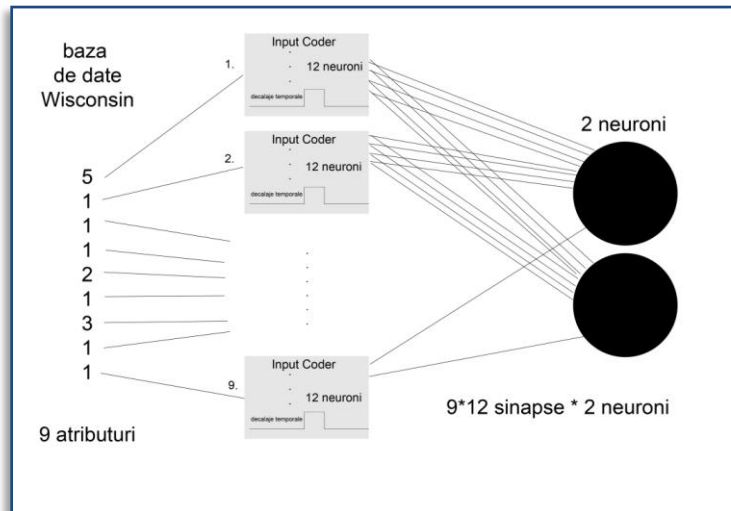 baza
de date
Wisconsin
5
1
1
1
2
1
3
1
1
9 atributuri
1.
Input Coder
12 neuroni
decalaje temporale
2.
Input Coder
12 neuroni
decalaje temporale
9.
Input Coder
12 neuroni
decalaje temporale
2 neuroni
9*12 sinapse * 2 neuroni